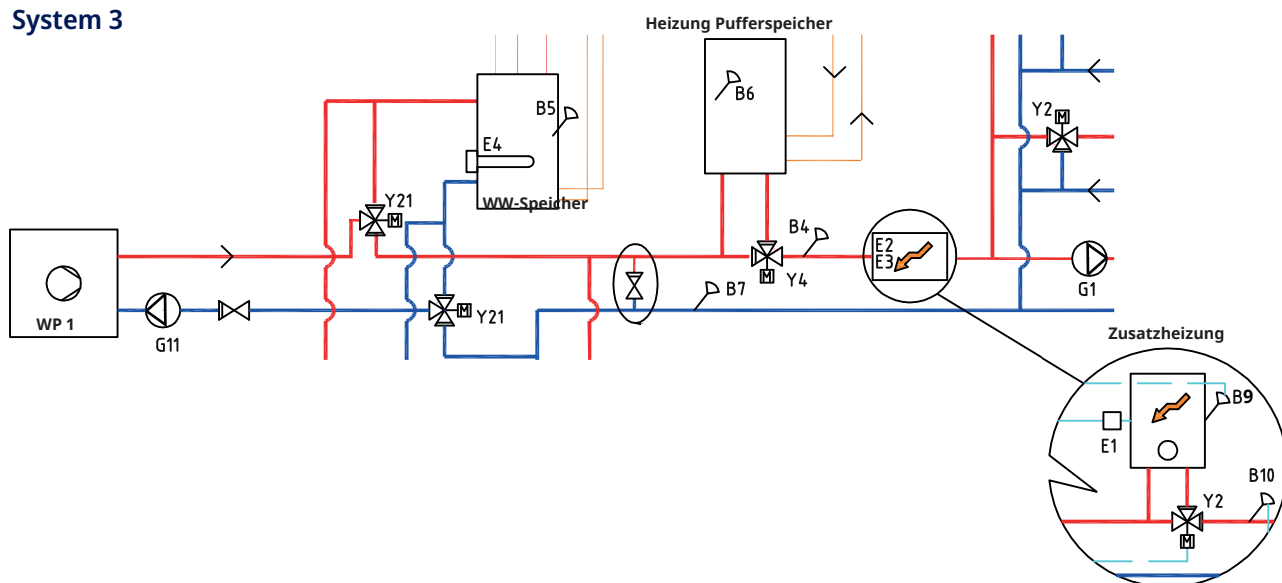 System 3
Heizung Pufferspeicher
B5
B6
Y2
M
E4
WW-Speicher
Y21
M
B4
E2
E3
Y4
M
G1
WP 1
G11
Y21
M
B7
Zusatzheizung
B9
E1
B10
Y2
M